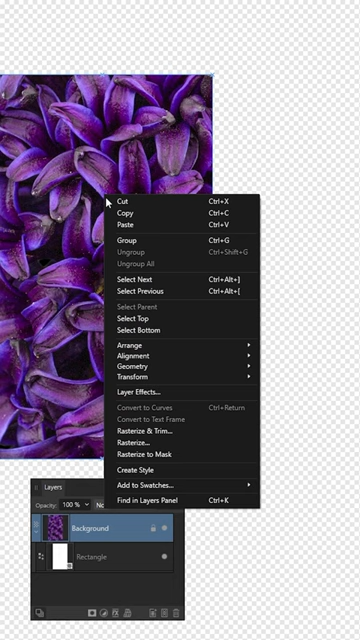 Cut Ctrl+X
Copy Ctrl+C
Paste Ctrl+V
Group Ctrl+G
Ungroup Ctrl+Shift+G
Ungroup All
Select Next Ctrl+Alt+]
Select Previous Ctrl+Alt+[
Select Parent
Select Top
Select Bottom
Arrange
Alignment
Geometry
Transform
Layer Effects...
Convert to Curves Ctrl+Return
Convert to Text Frame
Rasterize & Trim...
Rasterize...
Rasterize to Mask
Create Style
Add to Swatches...
Find in Layers Panel Ctrl+K
Layers
Opacity: 100 % No
Background
Rectangle